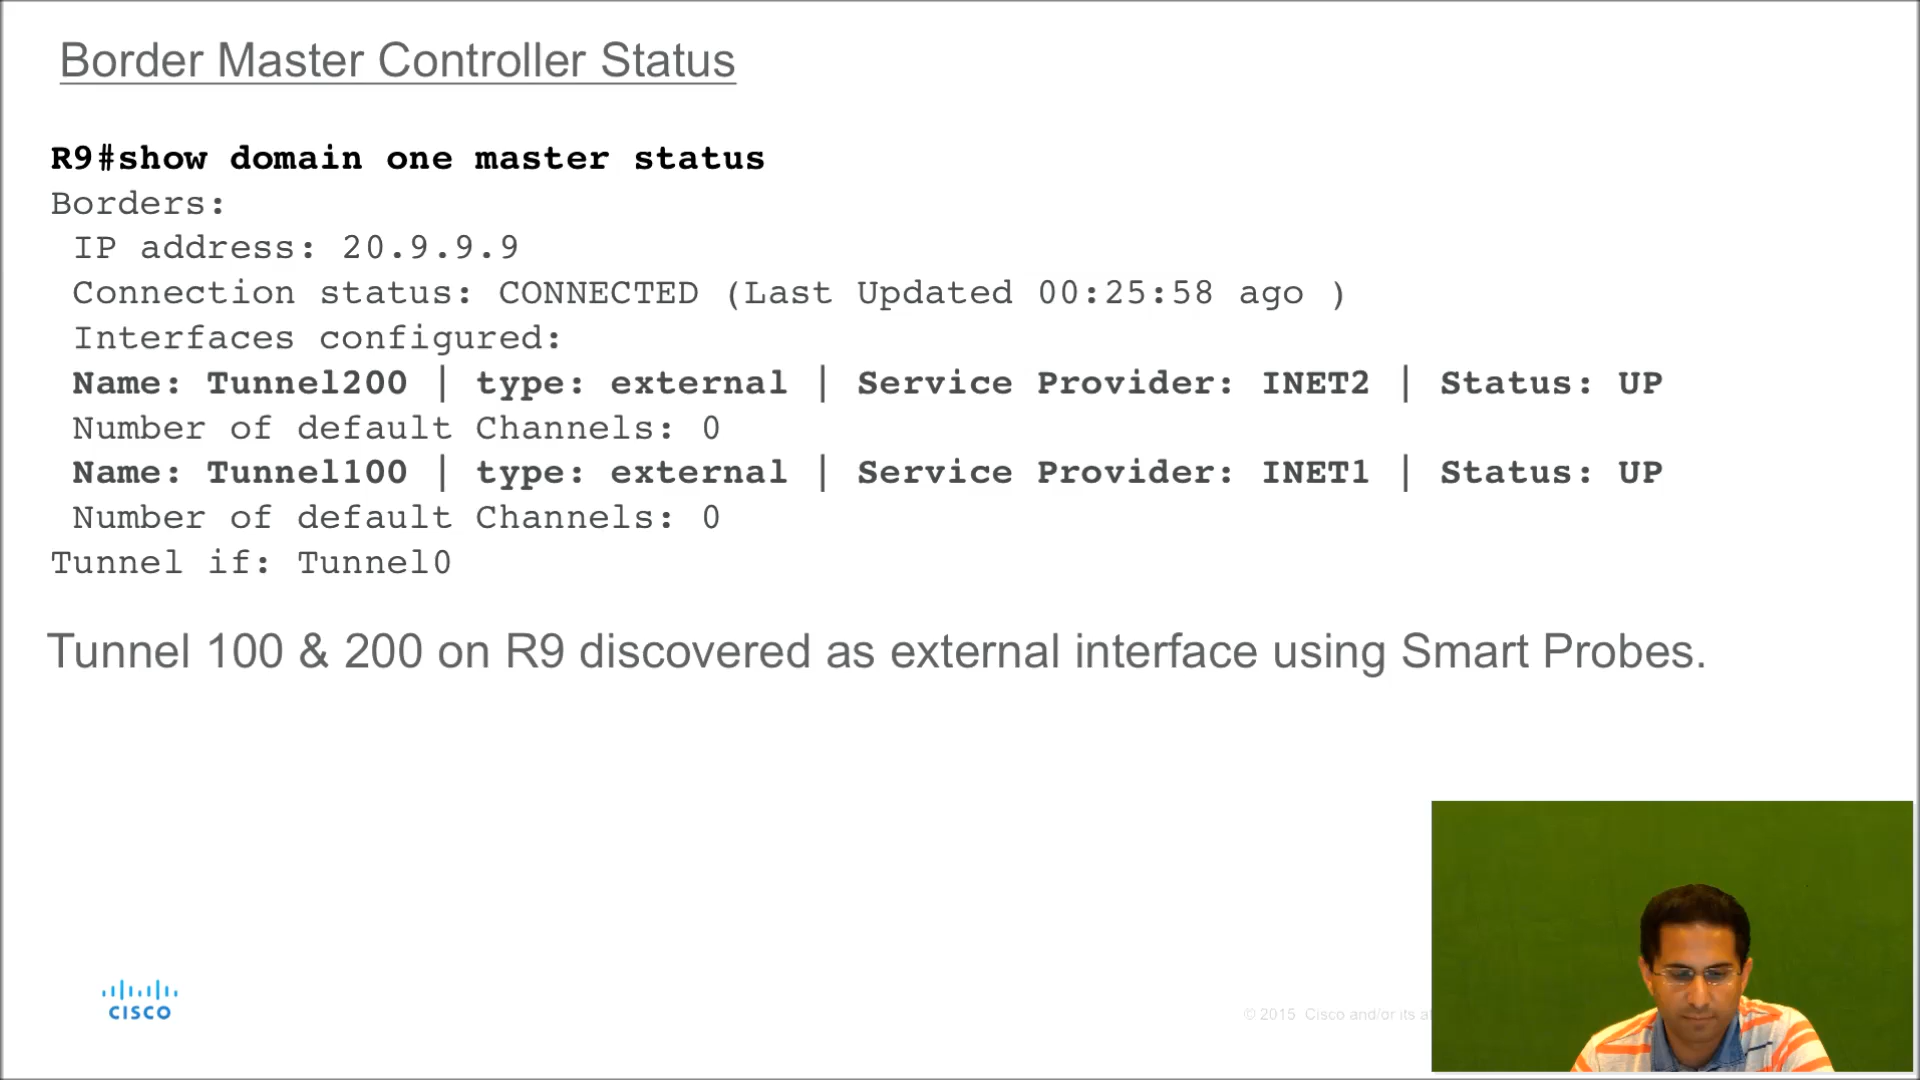 Border Master Controller Status
R9#show domain one master status
Borders:
IP address: 20.9.9.9
Connection status: CONNECTED (Last Updated 00:25:58 ago )
Interfaces configured:
Name: Tunnel200 | type: external | Service Provider: INET2 | Status: UP
Number of default Channels: 0
Name: Tunnel100 | type: external | Service Provider: INET1 | Status: UP
Number of default Channels: 0
Tunnel if: Tunnel0
Tunnel 100 & 200 on R9 discovered as external interface using Smart Probes.
CISCO
© 2015 Cisco and/or its